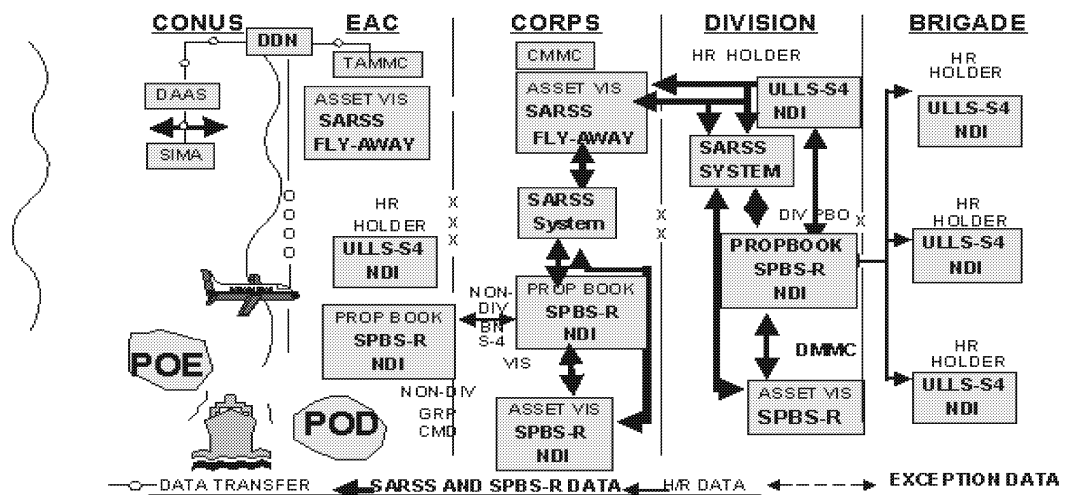 CONUS
EAC
CORPS
DIVISION
BRIGADE
DDN
TAMMC
CMMC
HR HOLDER
HR
HOLDER
DAAS
SIMA
ASSET VIS
SARSS
FLY-AWAY
ASSET VIS
SARSS
FLY-AWAY
ULLS-S4
NDI
ULLS-S4
NDI
SARSS
SYSTEM
HR
HOLDER
ULLS-S4
NDI
X
X
X
SARSS
System
X
X
DIV PBO
X
HR
HOLDER
ULLS-S4
NDI
PROPBOOK
SPBS-R
NDI
PROP BOOK
SPBS-R
NDI
NON-
DIV
BN
S-4
VIS
PROP BOOK
SPBS-R
NDI
DMMC
HR
HOLDER
ULLS-S4
NDI
POE
POD
NON-DIV
GRP
CMD
ASSET VIS
SPBS-R
NDI
ASSET VIS
SPBS-R
DATA TRANSFER
SARSS AND SPBS-R DATA
H/R DATA
EXCEPTION DATA